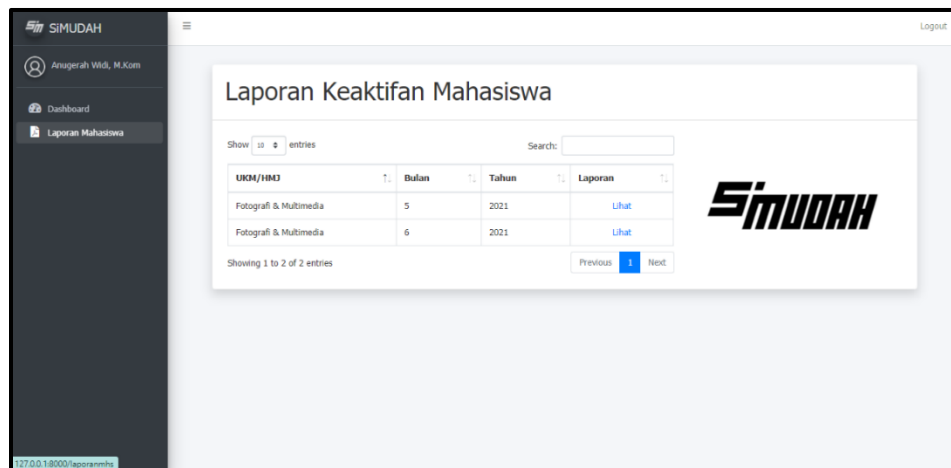 Sm SiMUDAH
Logout
Anugerah Widi, M.Kom
Dashboard
Laporan Mahasiswa
Laporan Keaktifan Mahasiswa
Show 10 entries
Search:
UKM/HMJ Bulan Tahun Laporan
Fotografi & Multimedia 5 2021 Lihat
Fotografi & Multimedia 6 2021 Lihat
Showing 1 to 2 of 2 entries
Previous 1 Next
SiMUDAH
127.0.0.1:8000/laporanmhs